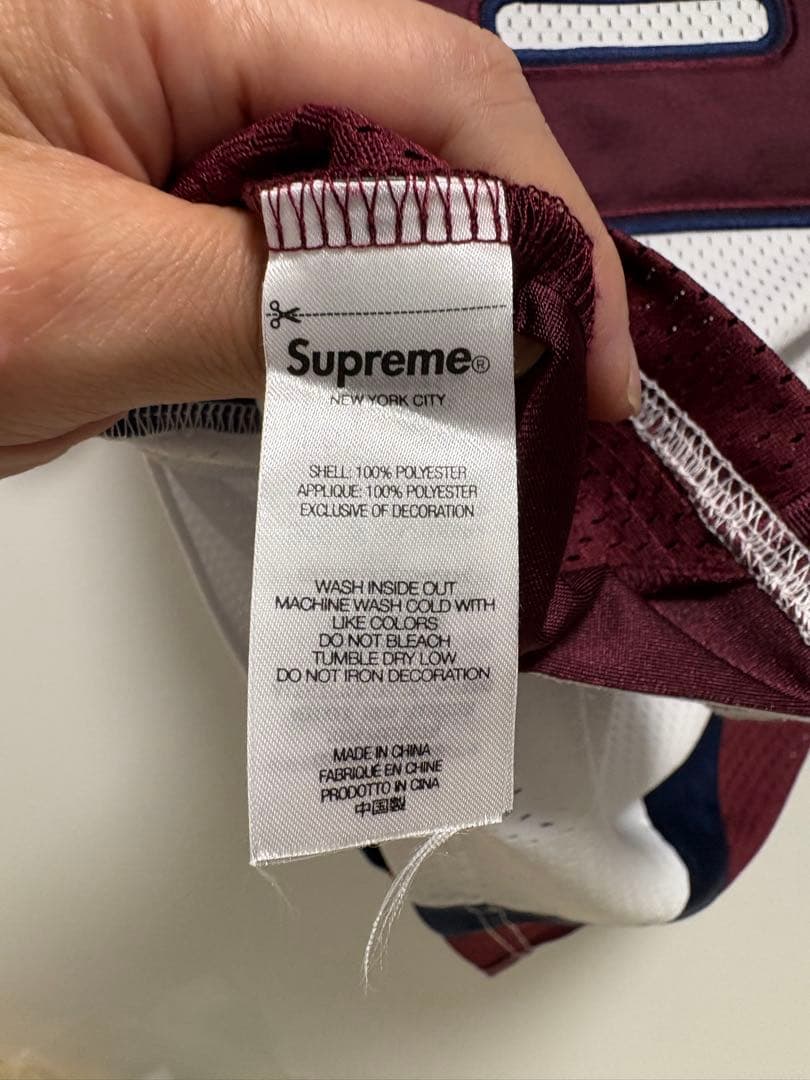 Supreme®
NEW YORK CITY
SHELL: 100% POLYESTER
APPLIQUE: 100% POLYESTER
EXCLUSIVE OF DECORATION
WASH INSIDE OUT
MACHINE WASH COLD WITH
LIKE COLORS
DO NOT BLEACH
TUMBLE DRY LOW
DO NOT IRON DECORATION
MADE IN CHINA
FABRIQUÉ EN CHINE
PRODOTTO IN CINA
中国製